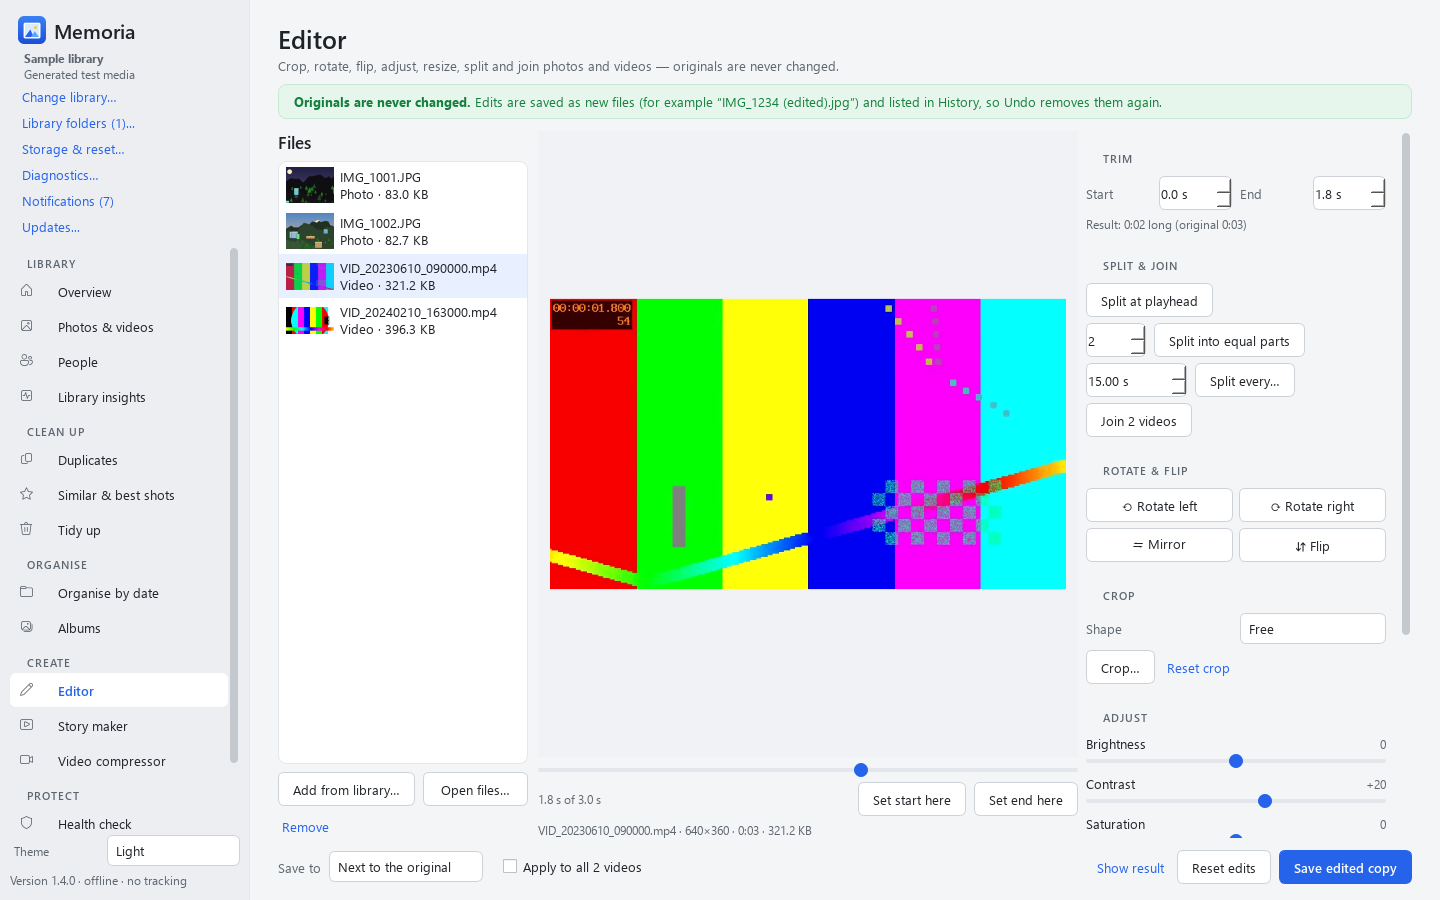 Memoria
Sample library
Generated test media
Change library...
Library folders (1)...
Storage & reset...
Diagnostics...
Notifications (7)
Updates...
LIBRARY
Overview
Photos & videos
People
Library insights
CLEAN UP
Duplicates
Similar & best shots
Tidy up
ORGANISE
Organise by date
Albums
CREATE
Editor
Story maker
Video compressor
PROTECT
Health check
Theme Light
Version 1.4.0 · offline · no tracking
Editor
Crop, rotate, flip, adjust, resize, split and join photos and videos — originals are never changed.
Originals are never changed. Edits are saved as new files (for example "IMG_1234 (edited).jpg") and listed in History, so Undo removes them again.
Files
IMG_1001.JPG
Photo · 83.0 KB
IMG_1002.JPG
Photo · 82.7 KB
VID_20230610_090000.mp4
Video · 321.2 KB
VID_20240210_163000.mp4
Video · 396.3 KB
Add from library... Open files...
Remove
00:00:01.800
54
1.8 s of 3.0 s Set start here Set end here
VID_20230610_090000.mp4 · 640×360 · 0:03 · 321.2 KB
Save to Next to the original Apply to all 2 videos
TRIM
Start 0.0 s End 1.8 s
Result: 0:02 long (original 0:03)
SPLIT & JOIN
Split at playhead
2 Split into equal parts
15.00 s Split every...
Join 2 videos
ROTATE & FLIP
Rotate left Rotate right
Mirror Flip
CROP
Shape Free
Crop... Reset crop
ADJUST
Brightness 0
Contrast +20
Saturation 0
Show result Reset edits Save edited copy